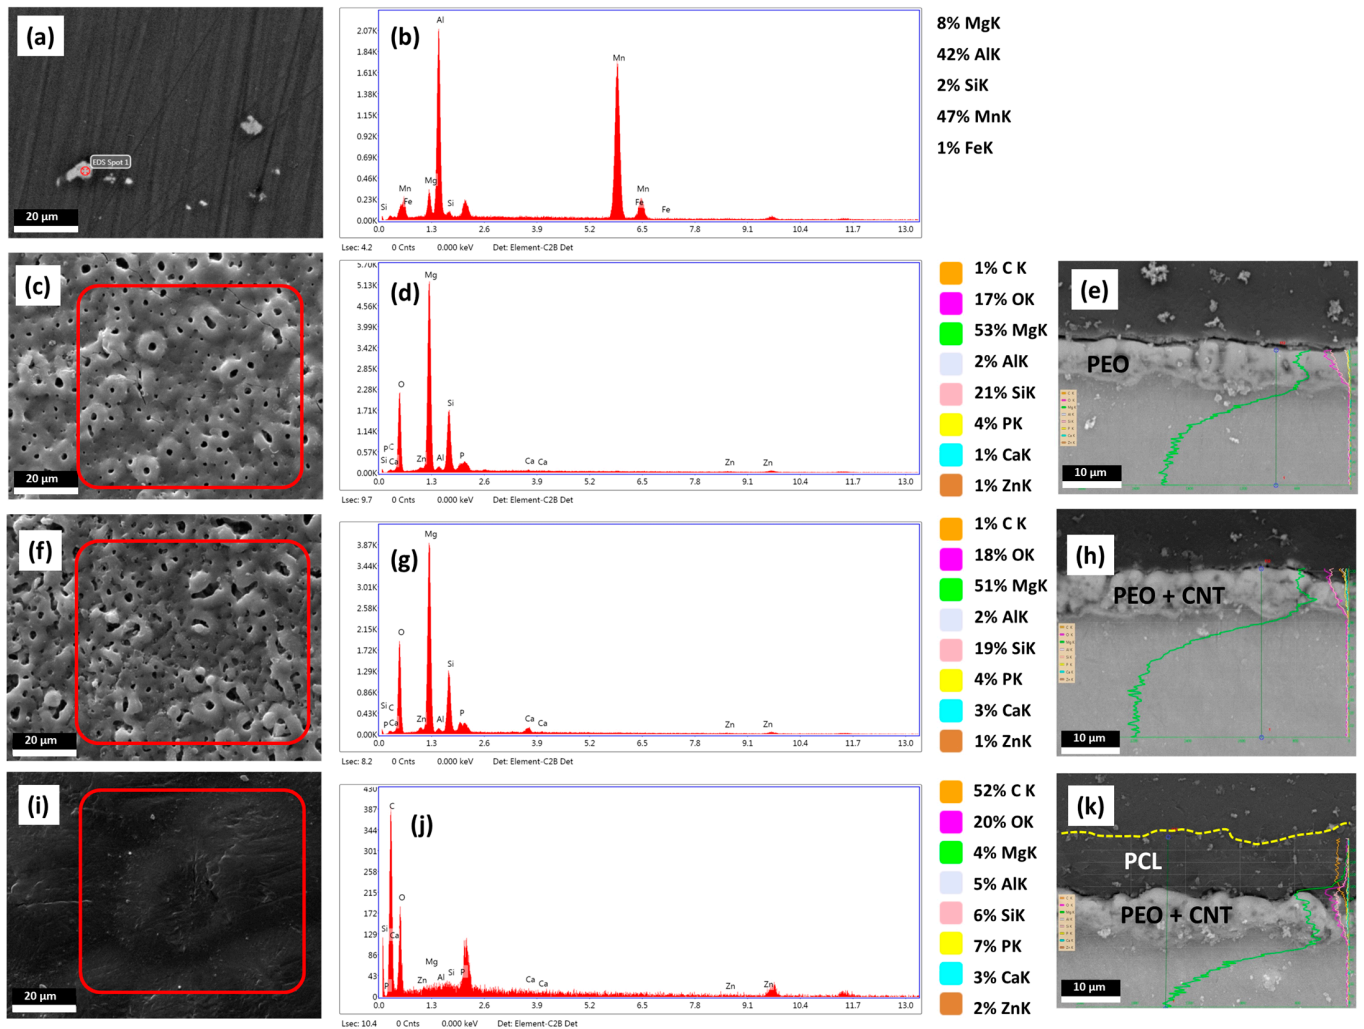 (a)
EDS Spot 1
20 µm
(b)
2.07K
1.84K
1.61K
1.38K
1.15K
0.92K
0.69K
0.46K
0.23K
0.00K
Al
Mn
Mn
Fe
Si
Mg
Si
Mn
Fe
Fe
0.0 1.3 2.6 3.9 5.2 6.5 7.8 9.1 10.4 11.7 13.0
Lsec: 4.2 0 Cnts 0.000 keV Det: Element-C2B Det
8% MgK
42% AlK
2% SiK
47% MnK
1% FeK
(c)
20 µm
(d)
5.70K
5.13K
4.56K
3.99K
3.42K
2.85K
2.28K
1.71K
1.14K
0.57K
0.00K
Mg
O
Si
P C
Si Ca
Zn
Al
P
Ca
Ca
Zn
Zn
0.0 1.3 2.6 3.9 5.2 6.5 7.8 9.1 10.4 11.7 13.0
Lsec: 9.7 0 Cnts 0.000 keV Det: Element-C2B Det
1% C K
17% OK
53% MgK
2% AlK
21% SiK
4% PK
1% CaK
1% ZnK
(e)
PEO
10 µm
(f)
20 µm
(g)
3.87K
3.44K
3.01K
2.58K
2.15K
1.72K
1.29K
0.86K
0.43K
0.00K
Mg
O
Si
Si
C
P Ca
Zn
Al
P
Ca
Ca
Zn
Zn
0.0 1.3 2.6 3.9 5.2 6.5 7.8 9.1 10.4 11.7 13.0
Lsec: 8.2 0 Cnts 0.000 keV Det: Element-C2B Det
1% C K
18% OK
51% MgK
2% AlK
19% SiK
4% PK
3% CaK
1% ZnK
(h)
PEO + CNT
10 µm
(i)
20 µm
(j)
430
387
344
301
258
215
172
129
86
43
0
C
O
Si
Ca
P
Mg
Zn
Al
Si
P
Ca
Ca
Zn
Zn
0.0 1.3 2.6 3.9 5.2 6.5 7.8 9.1 10.4 11.7 13.0
Lsec: 10.4 0 Cnts 0.000 keV Det: Element-C2B Det
52% C K
20% OK
4% MgK
5% AlK
6% SiK
7% PK
3% CaK
2% ZnK
(k)
PCL
PEO + CNT
10 µm